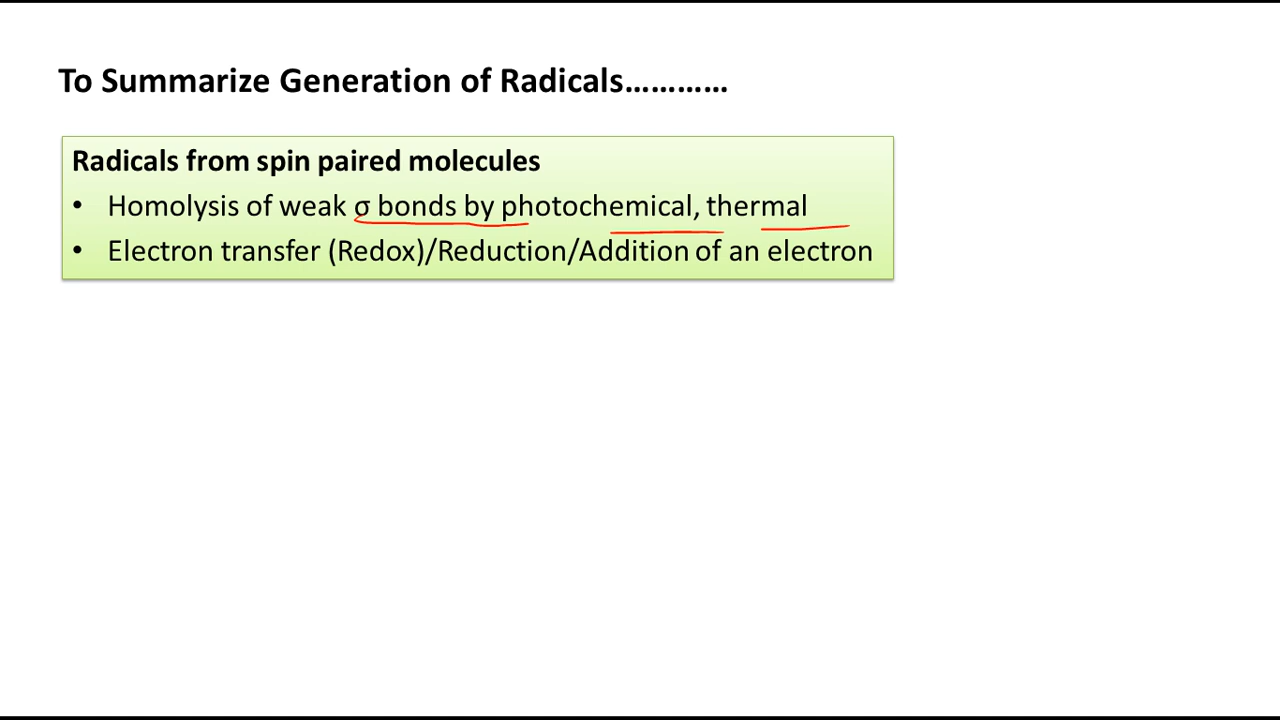 To Summarize Generation of Radicals…………
Radicals from spin paired molecules
• Homolysis of weak σ bonds by photochemical, thermal
• Electron transfer (Redox)/Reduction/Addition of an electron